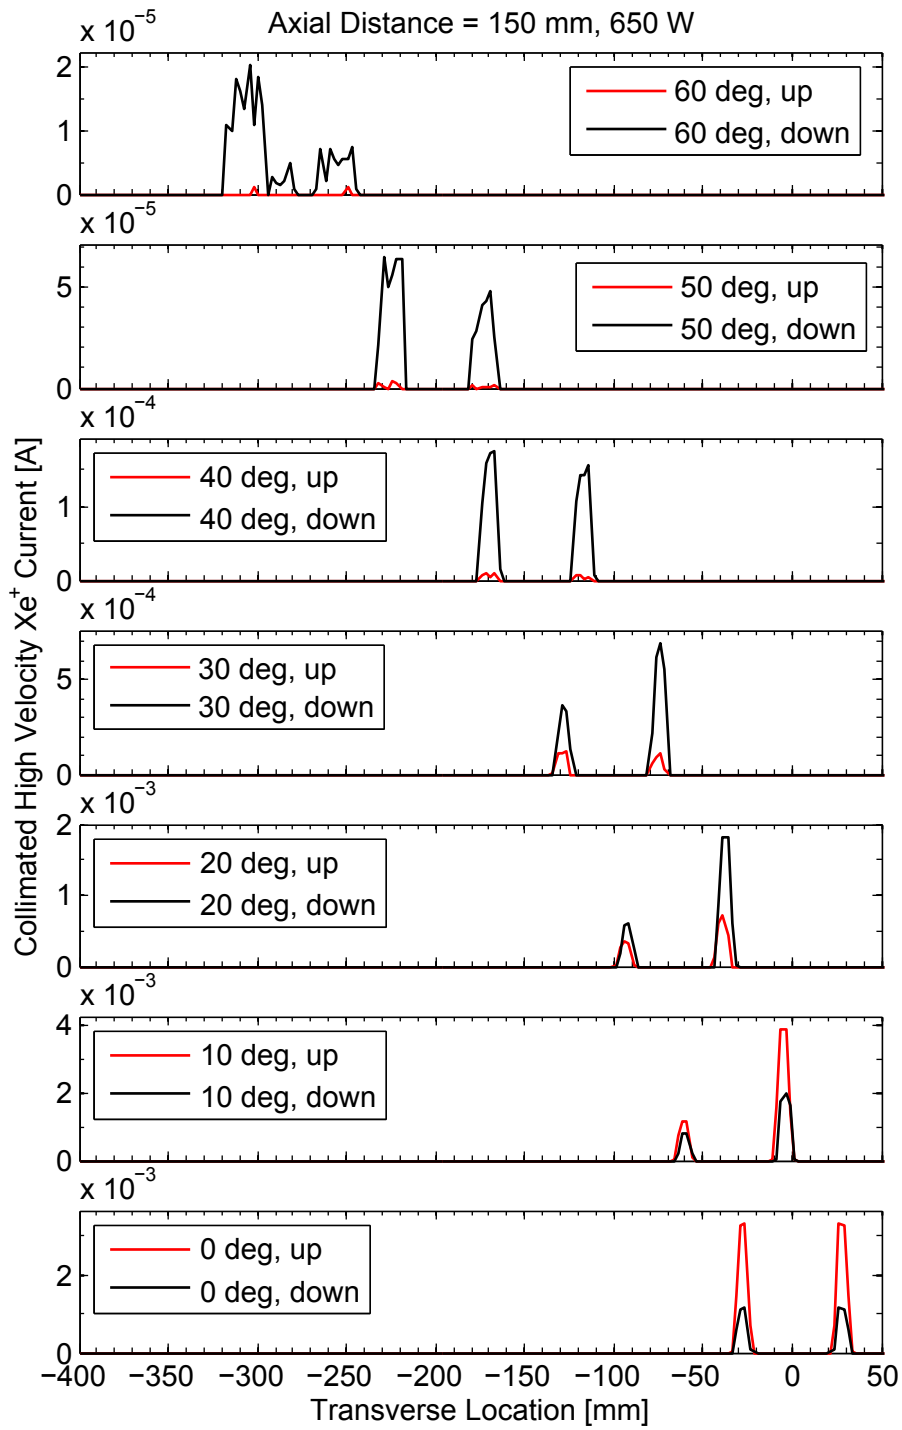 Axial Distance = 150 mm, 650 W
x 10−5
2
1
0
60 deg, up
60 deg, down
x 10−5
5
0
50 deg, up
50 deg, down
x 10−4
1
0
40 deg, up
40 deg, down
x 10−4
5
0
30 deg, up
30 deg, down
x 10−3
2
1
0
20 deg, up
20 deg, down
x 10−3
4
2
0
10 deg, up
10 deg, down
x 10−3
2
0
0 deg, up
0 deg, down
−400 −350 −300 −250 −200 −150 −100 −50 0 50
Transverse Location [mm]
Collimated High Velocity Xe+ Current [A]